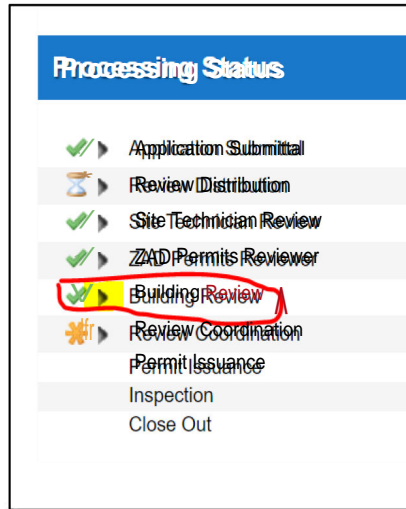 Processing Status
Application Submittal
Review Distribution
Site Technician Review
ZAD Permits Reviewer
Building Review
Review Coordination
Permit Issuance
Inspection
Close Out